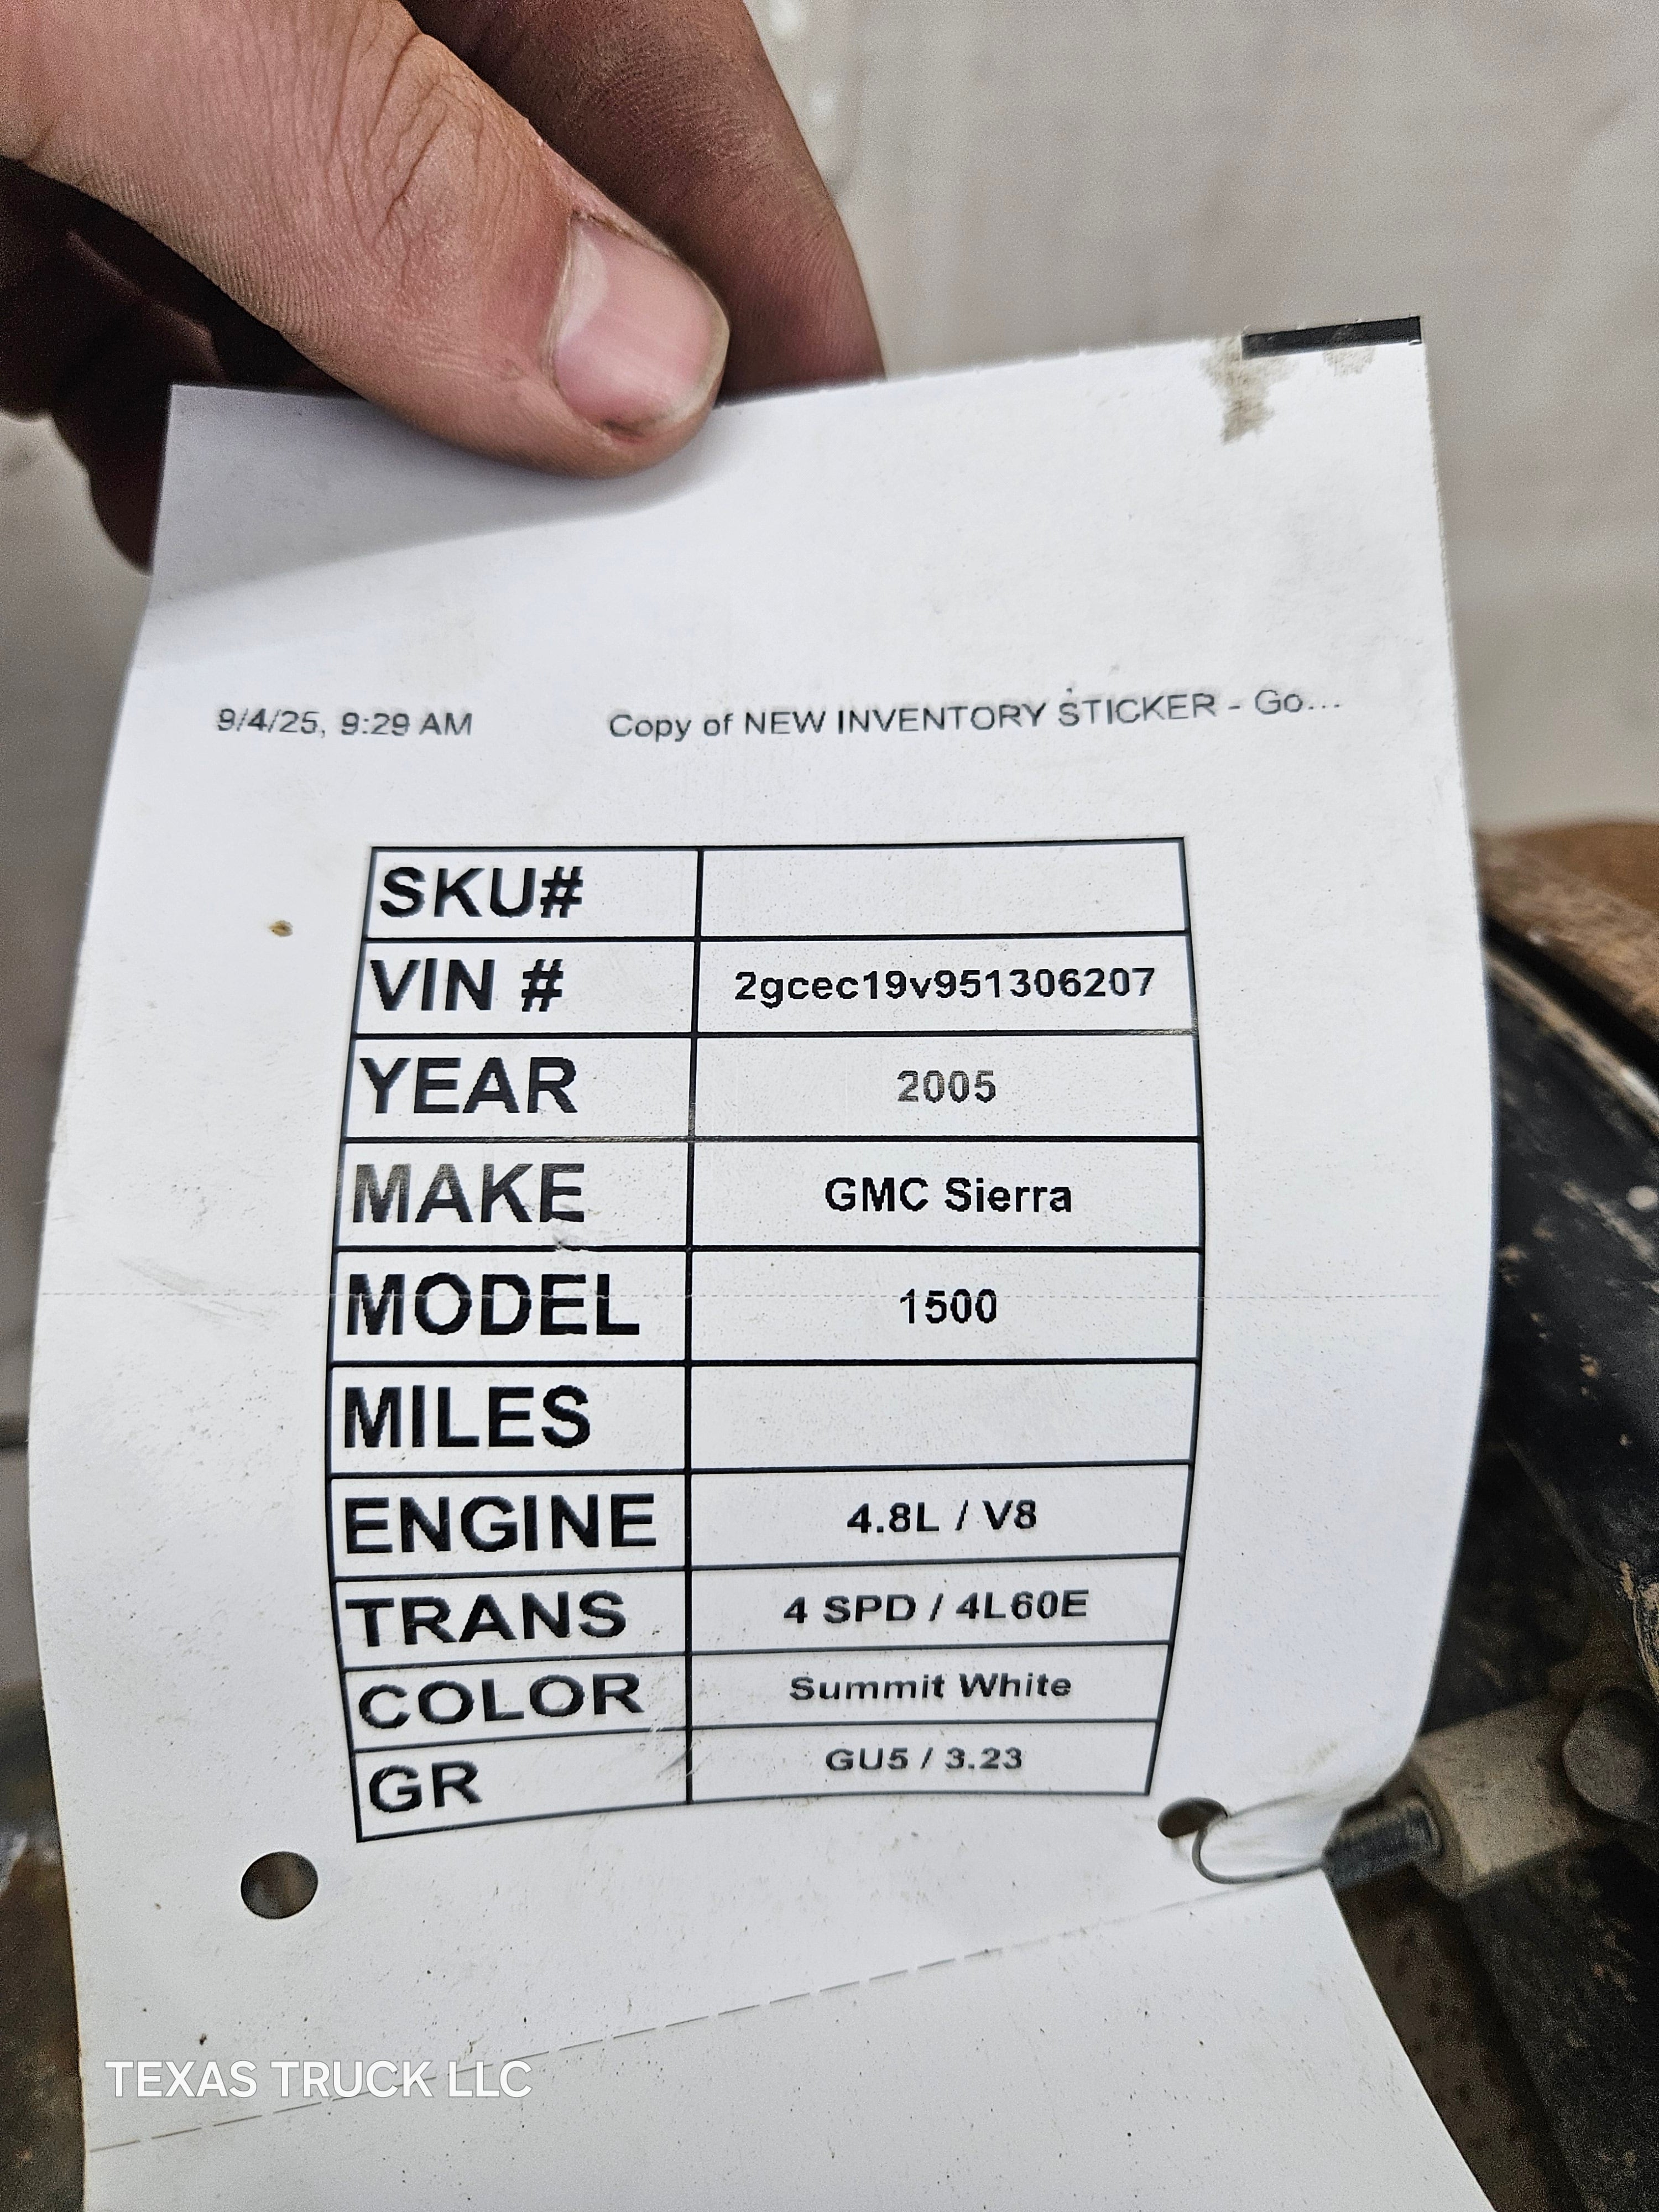 9/4/25, 9:29 AM Copy of NEW INVENTORY STICKER - Go...
SKU#
VIN # 2gcec19v951306207
YEAR 2005
MAKE GMC Sierra
MODEL 1500
MILES
ENGINE 4.8L / V8
TRANS 4 SPD / 4L60E
COLOR Summit White
GR GU5 / 3.23
TEXAS TRUCK LLC